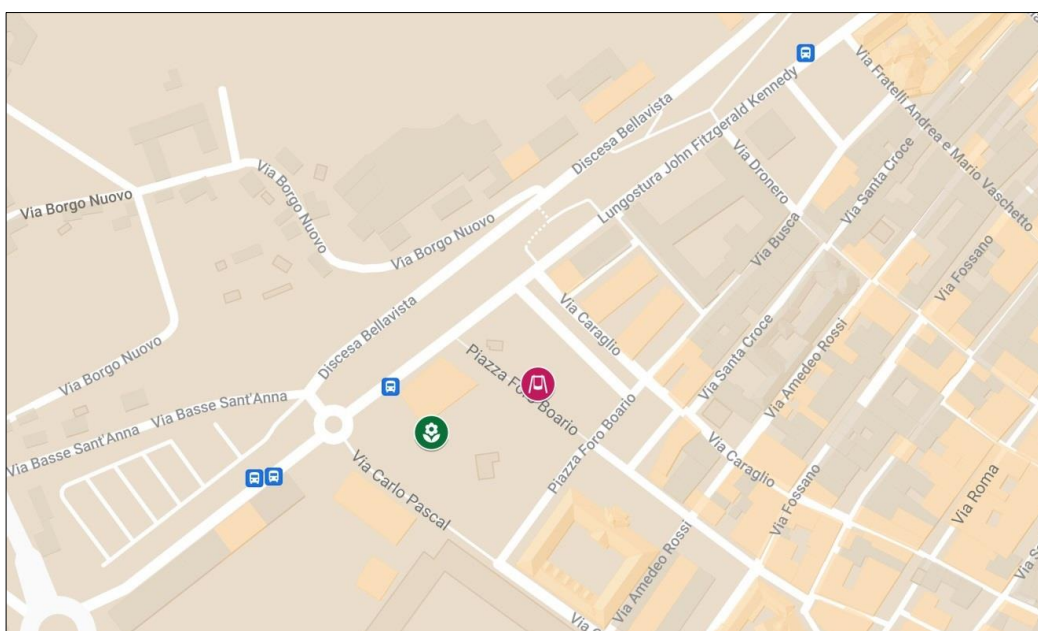 Via Fratelli Andrea e Mario Vaschetto
Lungostura John Fitzgerald Kennedy
Discesa Bellavista
Via Dronero
Via Santa Croce
Via Borgo Nuovo
Via Borgo Nuovo
Via Borgo Nuovo
Via Busca
Via Fossano
Discesa Bellavista
Via Caraglio
Via Santa Croce
Via Amedeo Rossi
Via Borgo Nuovo
Piazza Foro Boario
Via Basse Sant'Anna
Via Basse Sant'Anna
Piazza Foro Boario
Via Caraglio
Via Carlo Pascal
Via Fossano
Via Roma
Via Amedeo Rossi